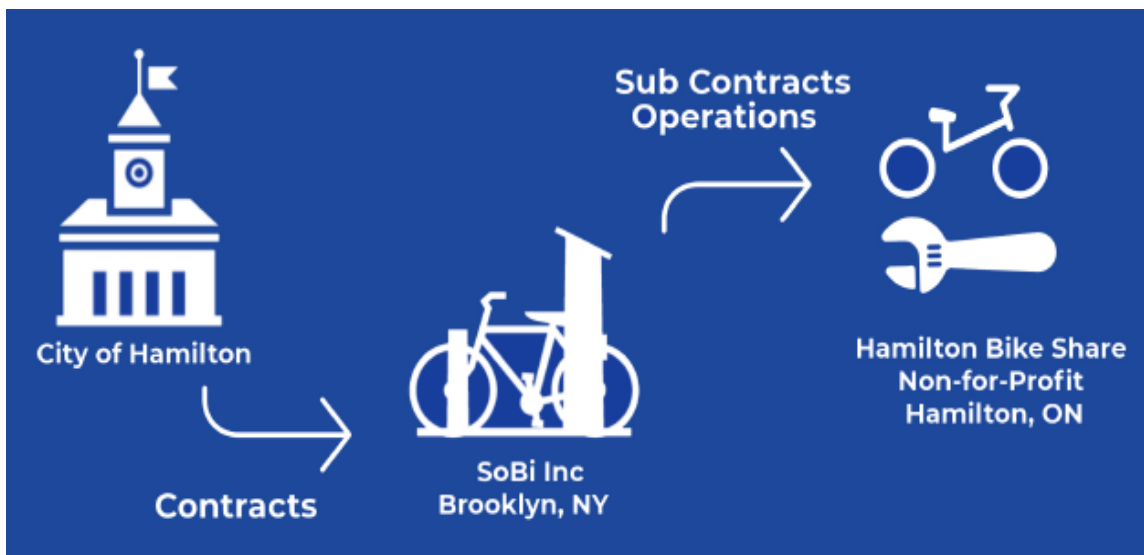 City of Hamilton
Contracts
SoBi Inc
Brooklyn, NY
Sub Contracts
Operations
Hamilton Bike Share
Non-for-Profit
Hamilton, ON